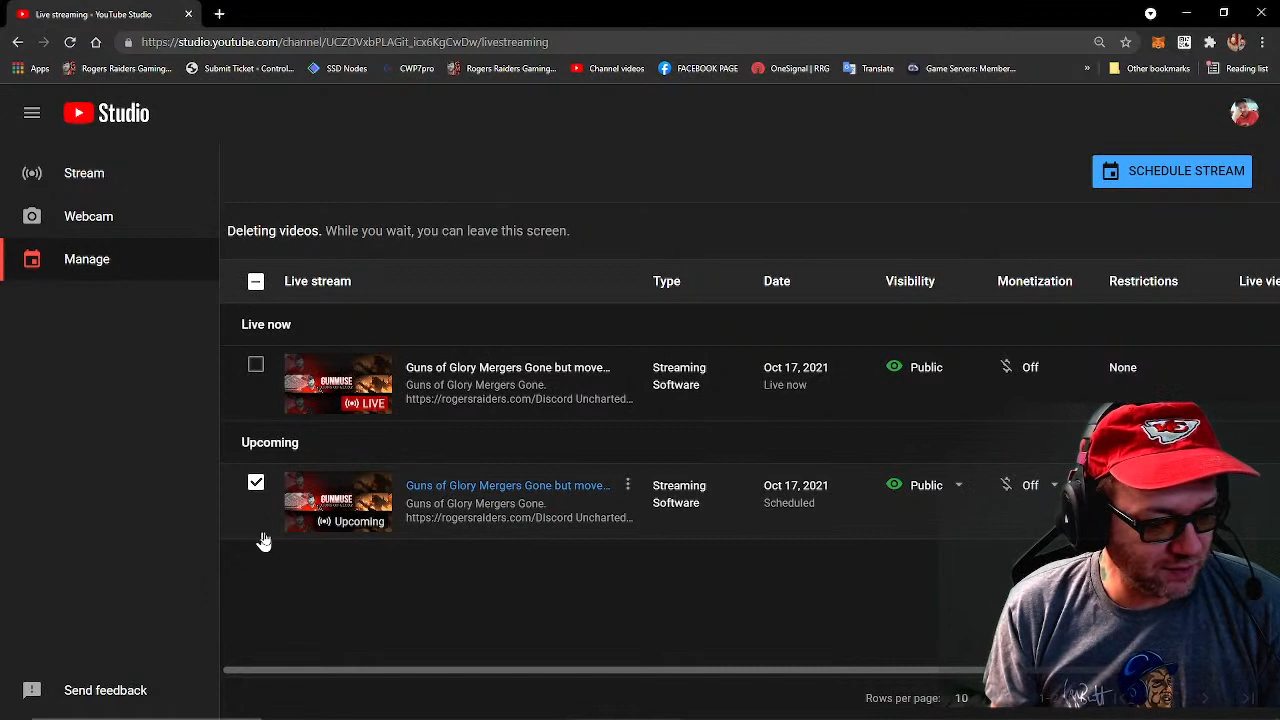 Live streaming - YouTube Studio
https://studio.youtube.com/channel/UCZOVxbPLAGit_icx6KgCwDw/livestreaming
Apps Rogers Raiders Gaming... Submit Ticket - Control... SSD Nodes CWP7pro Rogers Raiders Gaming... Channel videos FACEBOOK PAGE OneSignal | RRG Translate Game Servers: Member... » Other bookmarks Reading list
Studio
SCHEDULE STREAM
Stream
Webcam
Manage
Send feedback
Deleting videos. While you wait, you can leave this screen.
Live stream Type Date Visibility Monetization Restrictions Live vie
Live now
Guns of Glory Mergers Gone but move... Streaming Oct 17, 2021 Public Off None
Guns of Glory Mergers Gone. Software Live now
https://rogersraiders.com/Discord Uncharted...
GUNMUSE
LIVE
Upcoming
Guns of Glory Mergers Gone but move... Streaming Oct 17, 2021 Public Off
Guns of Glory Mergers Gone. Software Scheduled
https://rogersraiders.com/Discord Uncharted...
GUNMUSE
Upcoming
Rows per page: 10